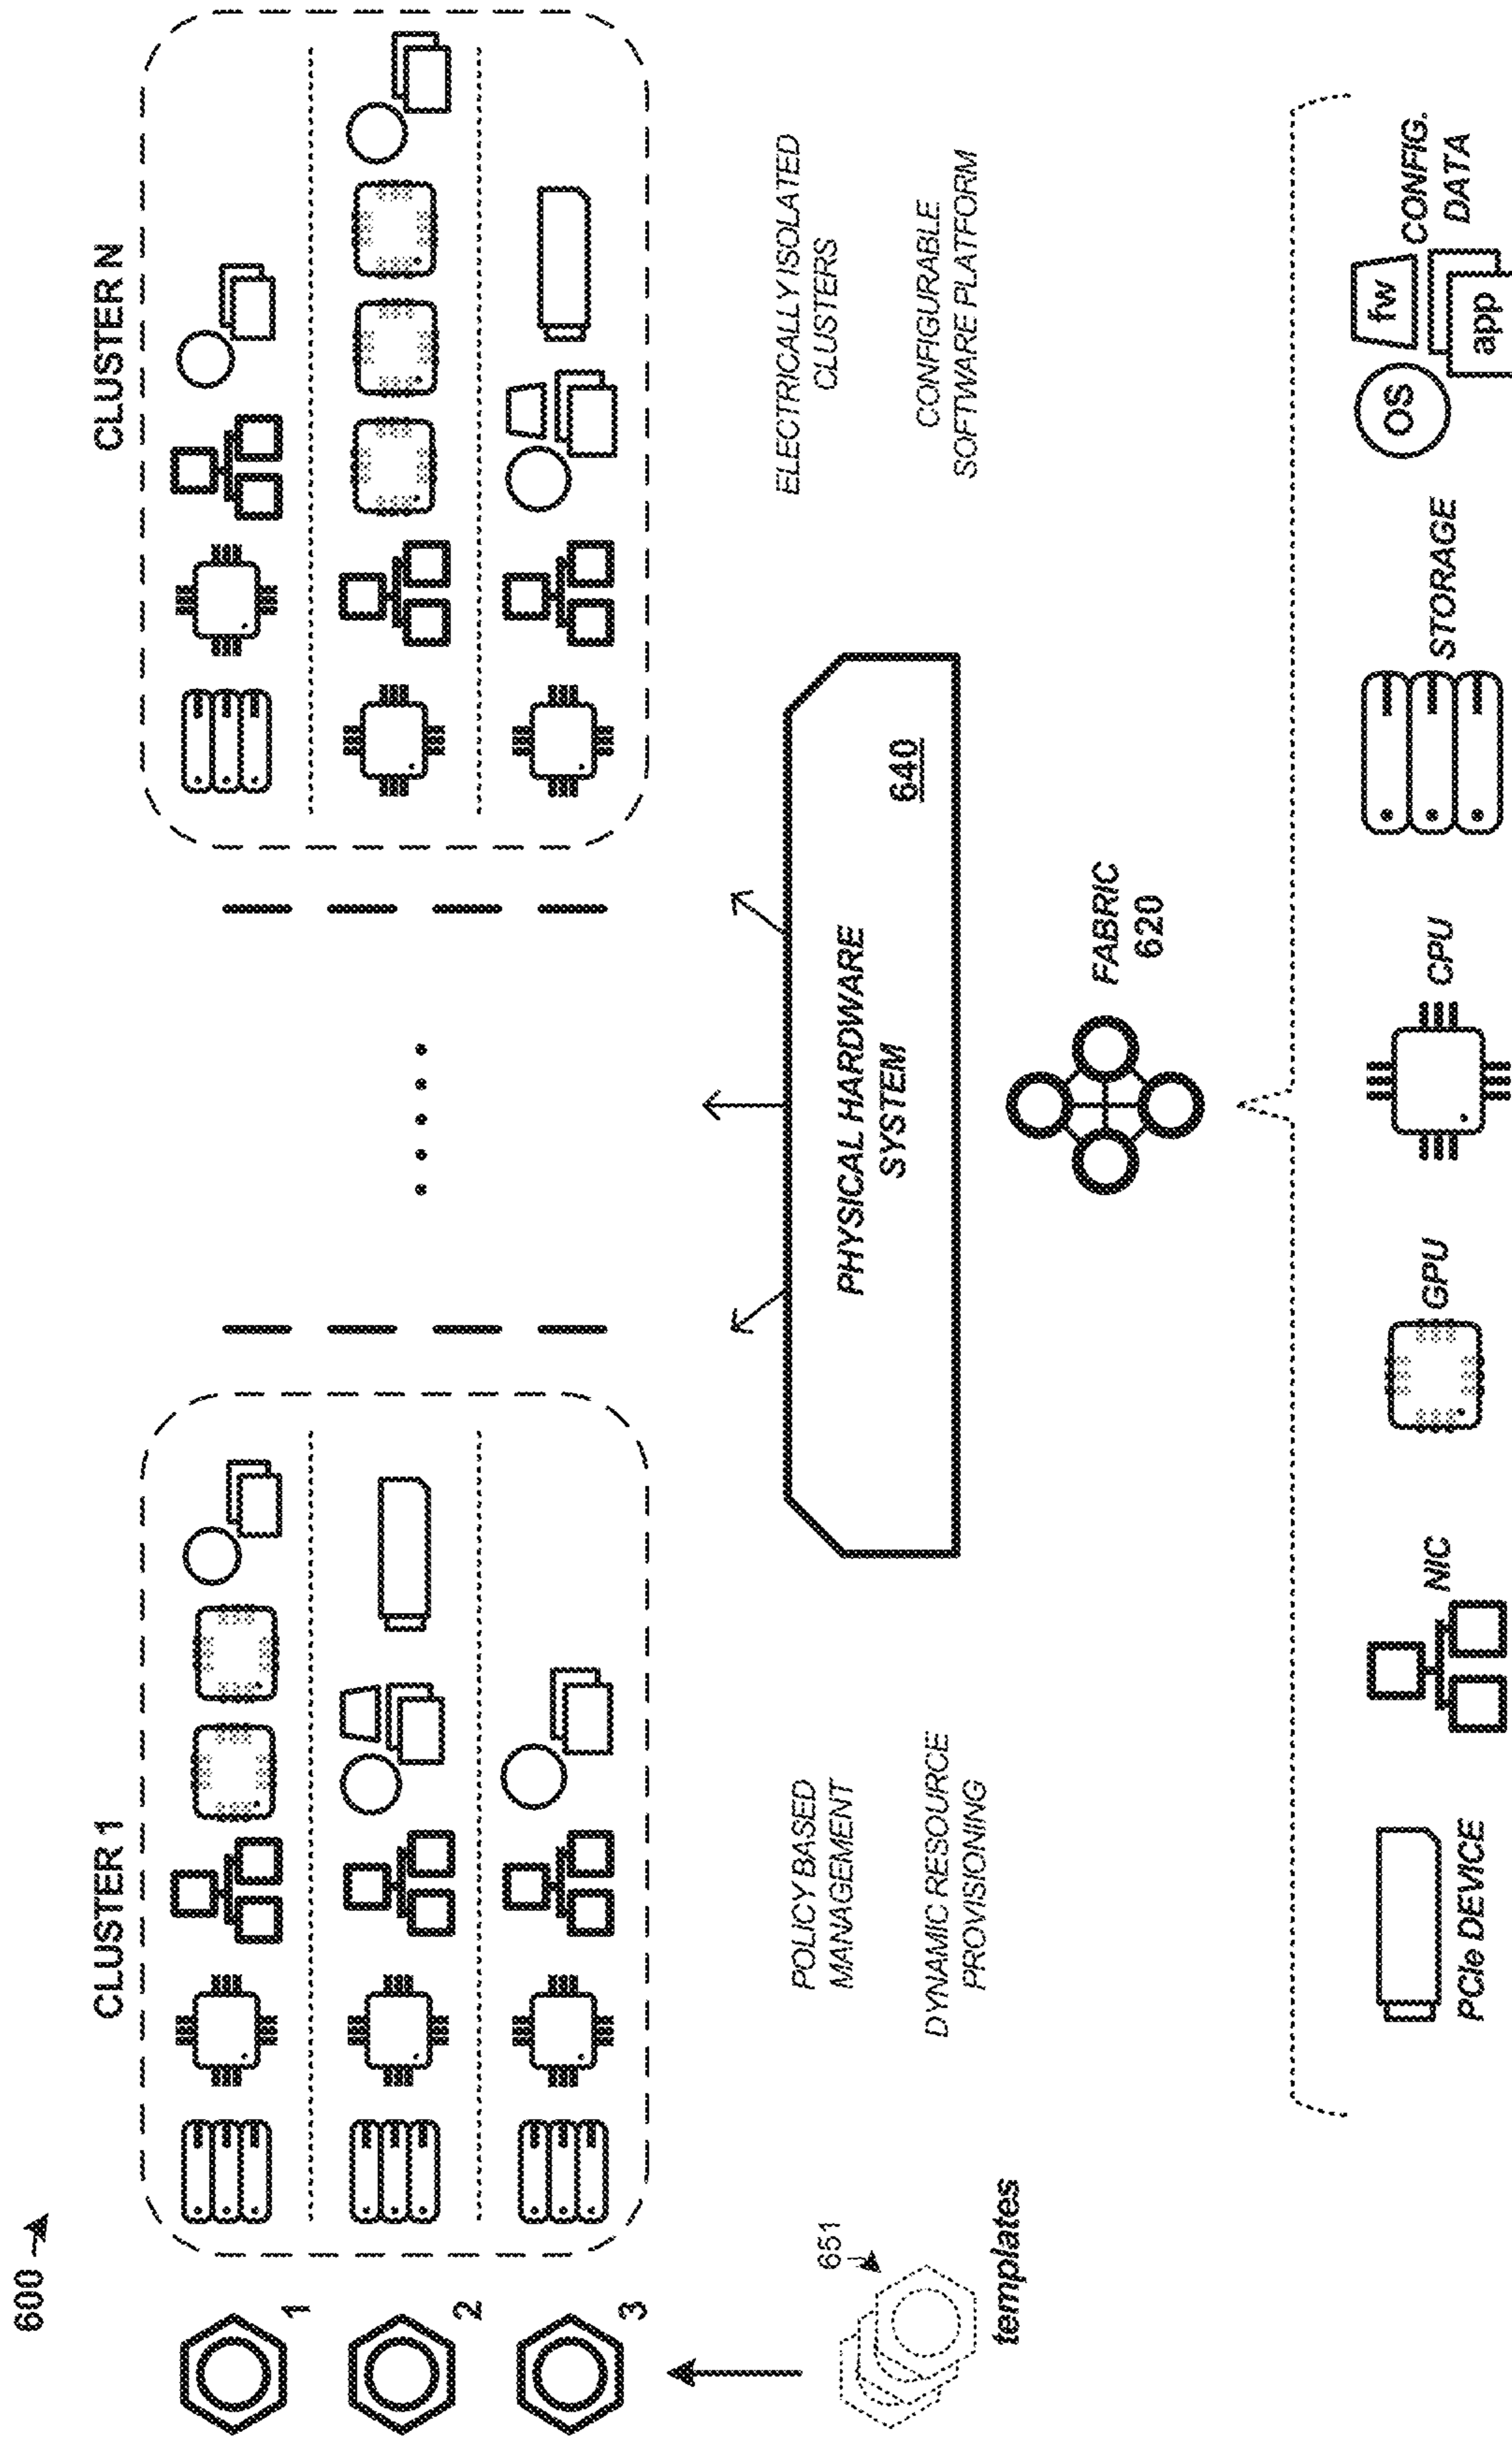 600
CLUSTER 1
CLUSTER N
1
2
3
651
templates
POLICY BASED
MANAGEMENT
DYNAMIC RESOURCE
PROVISIONING
PHYSICAL HARDWARE
SYSTEM
640
ELECTRICALLY ISOLATED
CLUSTERS
CONFIGURABLE
SOFTWARE PLATFORM
FABRIC
620
PCIe DEVICE
NIC
GPU
CPU
STORAGE
OS
fw
app
CONFIG.
DATA